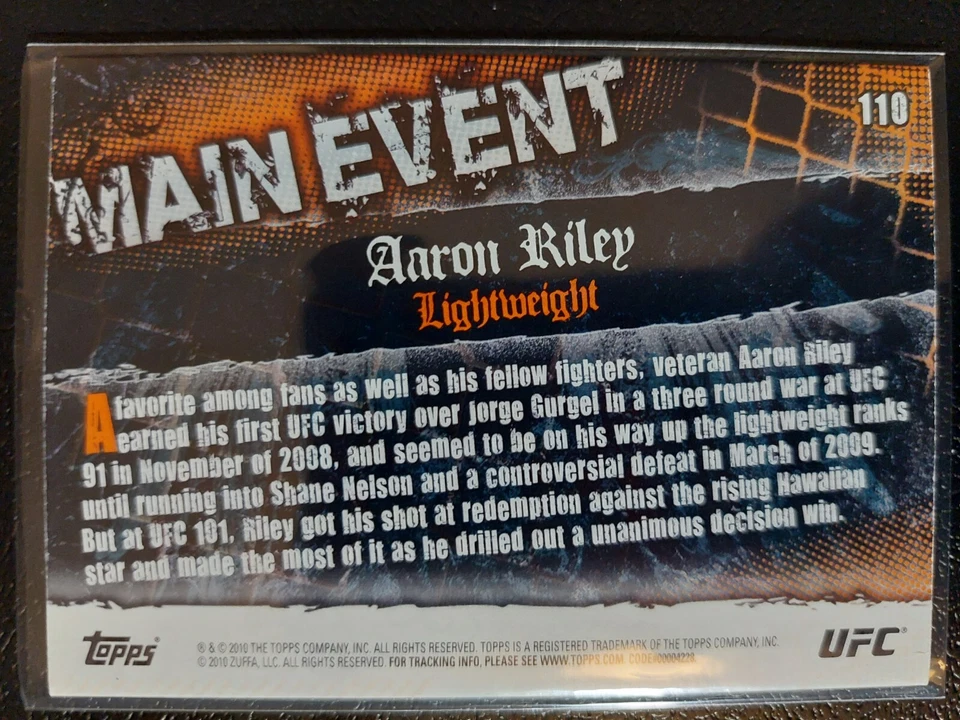 110
MAIN EVENT
Aaron Riley
Lightweight
A favorite among fans as well as his fellow fighters, veteran Aaron Riley
earned his first UFC victory over Jorge Gurgel in a three round war at UFC
91 in November of 2008, and seemed to be on his way up the lightweight ranks
until running into Shane Nelson and a controversial defeat in March of 2009.
But at UFC 101, Riley got his shot at redemption against the rising Hawaiian
star and made the most of it as he drilled out a unanimous decision win.
Topps®
® & © 2010 THE TOPPS COMPANY, INC. ALL RIGHTS RESERVED. TOPPS IS A REGISTERED TRADEMARK OF THE TOPPS COMPANY, INC.
© 2010 ZUFFA, LLC. ALL RIGHTS RESERVED. FOR TRACKING INFO, PLEASE SEE WWW.TOPPS.COM CODE#00004228
UFC®